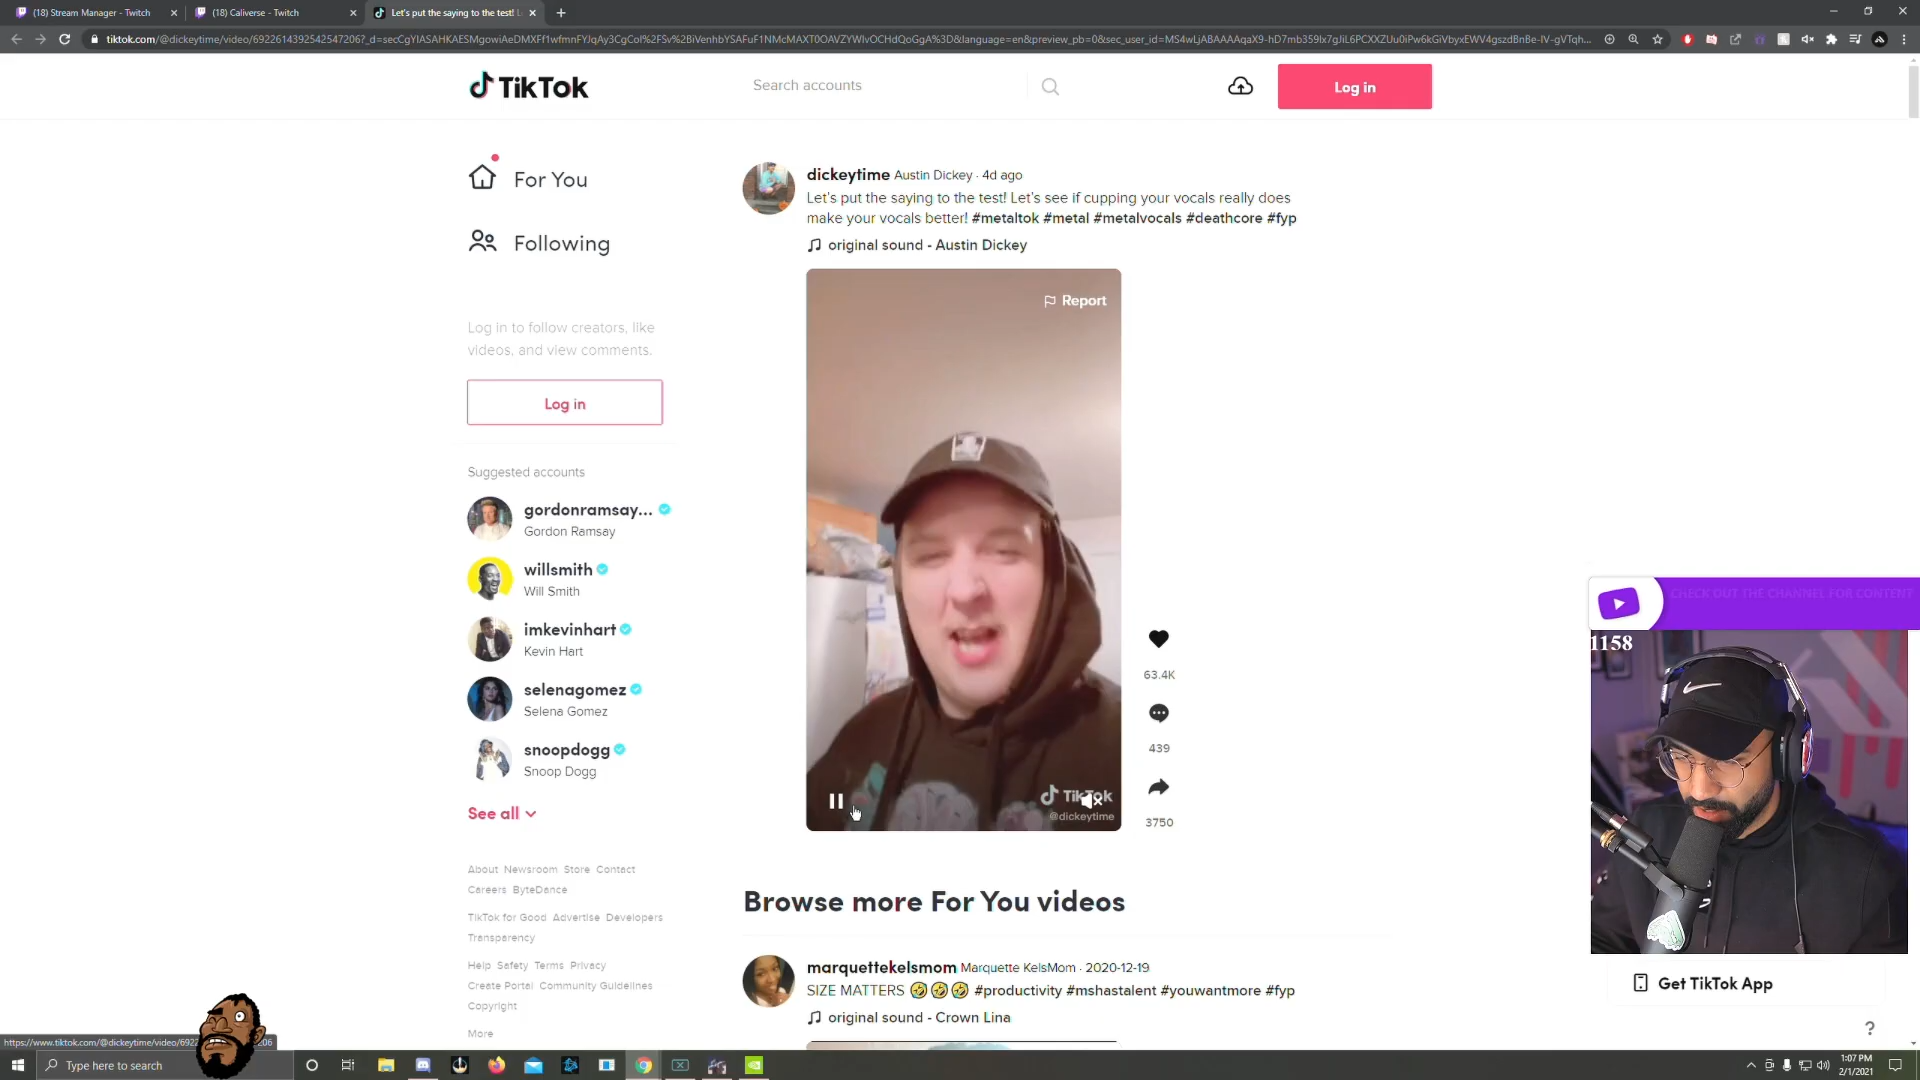 (18) Stream Manager - Twitch
(18) Caliverse - Twitch
Let's put the saying to the test! L
Search accounts
TikTok
Log in
For You
Following
Log in to follow creators, like
videos, and view comments.
Log in
Suggested accounts
gordonramsay...
Gordon Ramsay
willsmith
Will Smith
imkevinhart
Kevin Hart
selenagomez
Selena Gomez
snoopdogg
Snoop Dogg
See all
About Newsroom Store Contact
Careers ByteDance
TikTok for Good Advertise Developers
Transparency
Help Safety Terms Privacy
Create Portal Community Guidelines
Copyright
More
dickeytime Austin Dickey · 4d ago
Let's put the saying to the test! Let's see if cupping your vocals really does
make your vocals better! #metaltok #metal #metalvocals #deathcore #fyp
original sound - Austin Dickey
Report
TikTok
@dickeytime
63.4K
439
3750
Browse more For You videos
marquettekelsmom Marquette KelsMom · 2020-12-19
SIZE MATTERS 🤣🤣🤣 #productivity #mshastalent #youwantmore #fyp
original sound - Crown Lina
CHECK OUT THE CHANNEL FOR CONTENT
1158
Get TikTok App
?
Type here to search
1:07 PM
2/1/2021